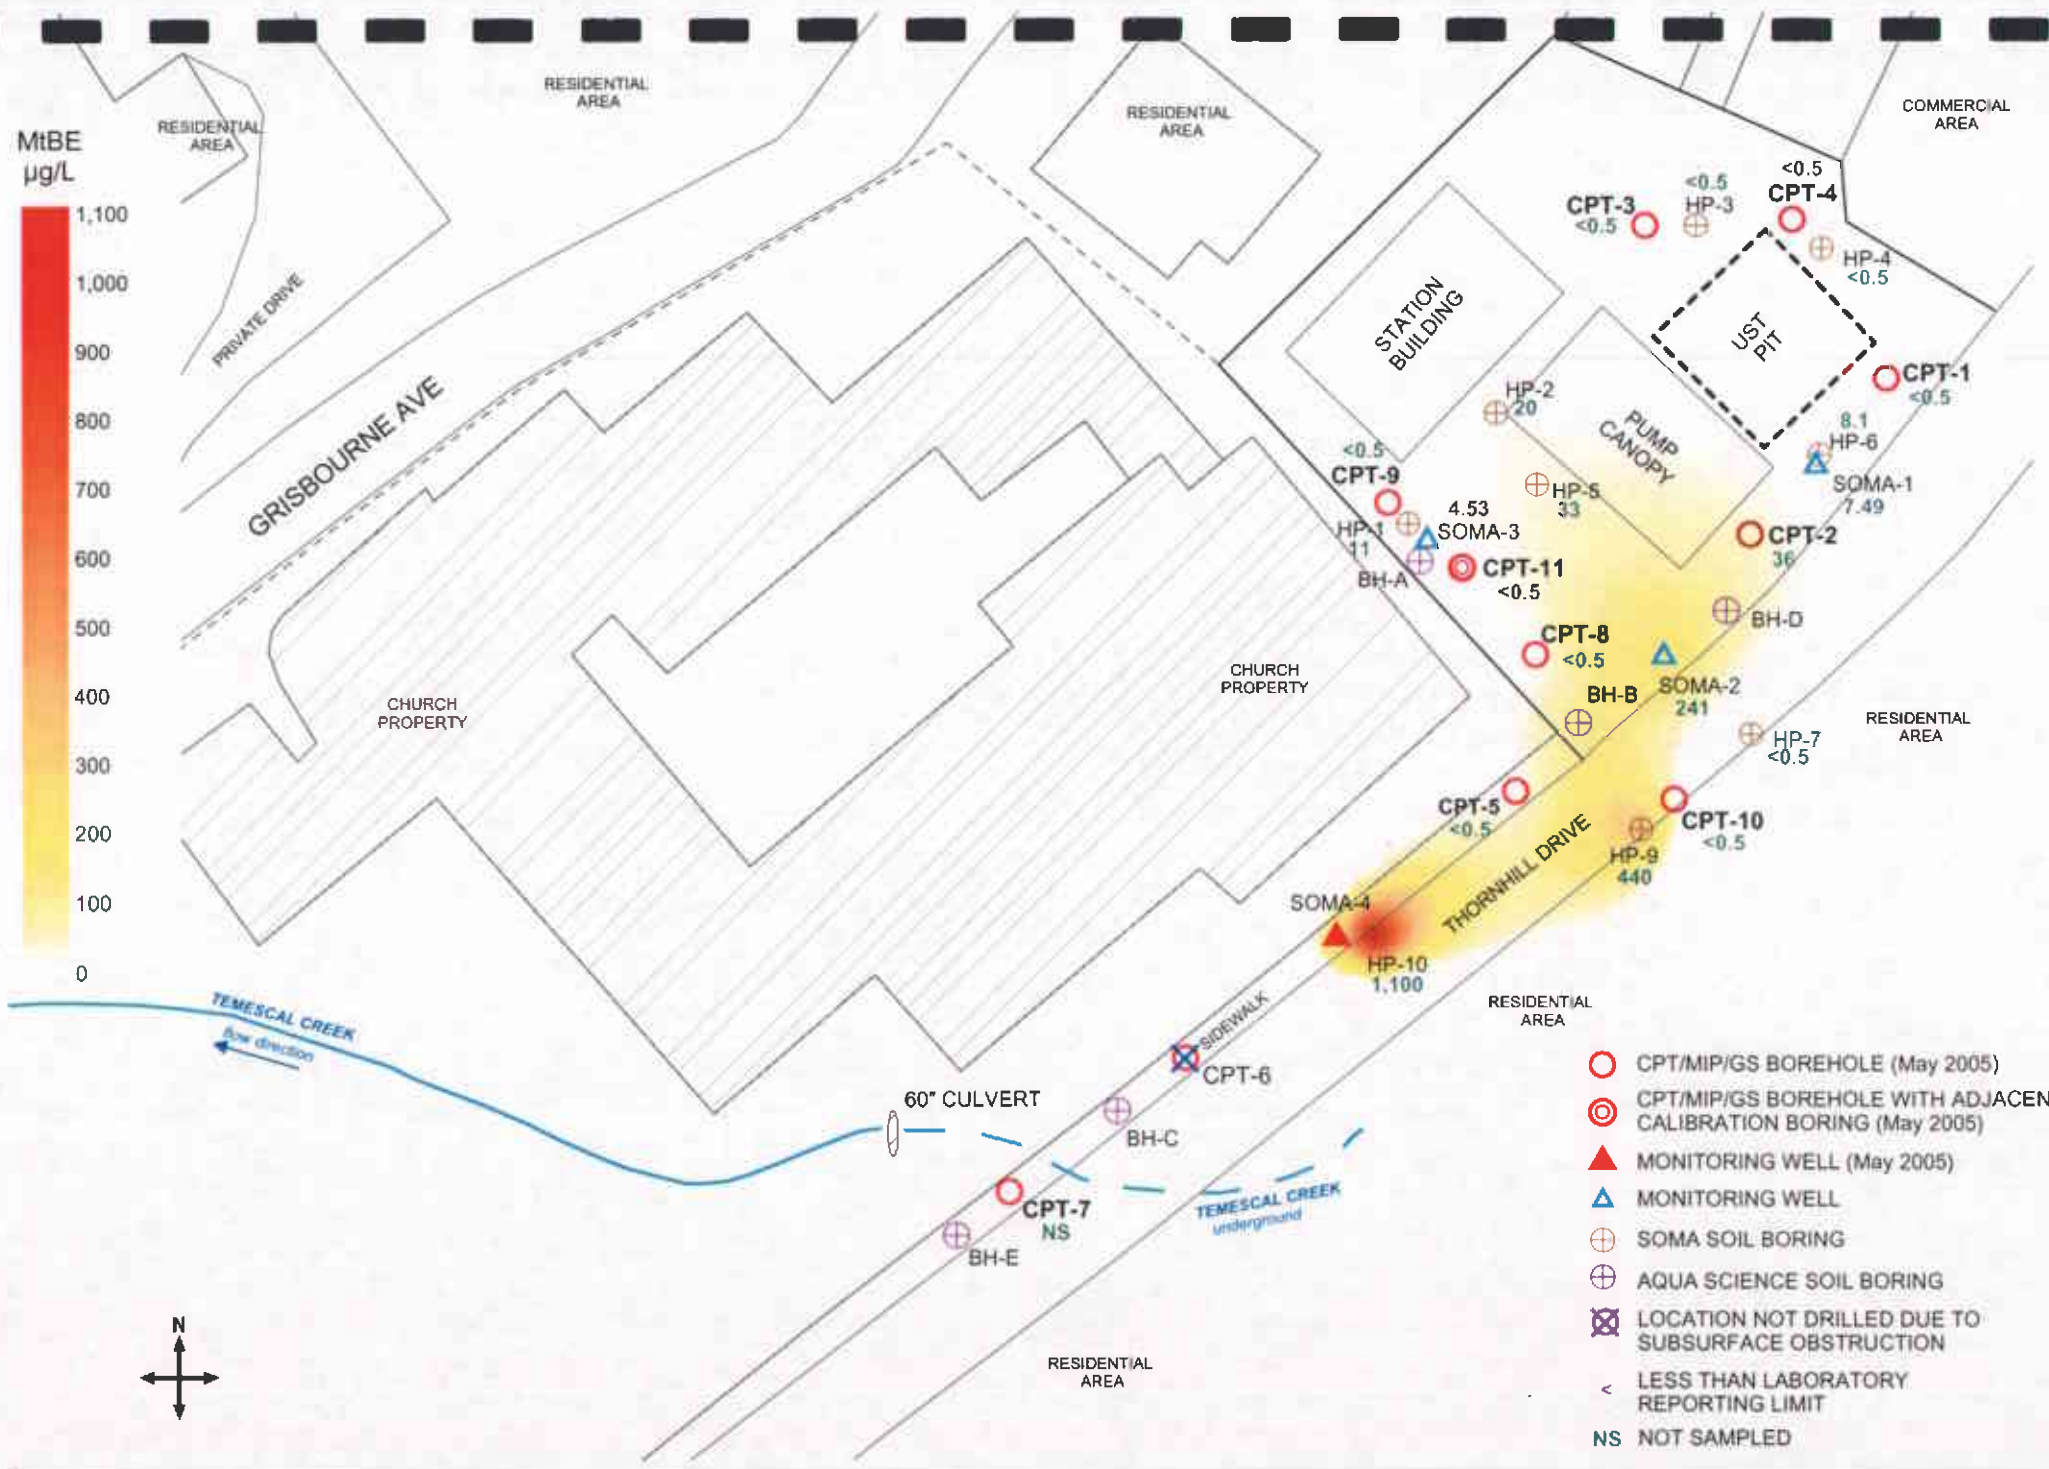 RESIDENTIAL
AREA
RESIDENTIAL
AREA
RESIDENTIAL
AREA
COMMERCIAL
AREA
MtBE
µg/L
1,100
1,000
900
800
700
600
500
400
300
200
100
0
PRIVATE DRIVE
GRISBOURNE AVE
<0.5
CPT-4
<0.5
HP-3
CPT-3
<0.5
HP-4
<0.5
STATION
BUILDING
UST
PIT
CPT-1
<0.5
HP-2
20
PUMP
CANOPY
8.1
HP-6
SOMA-1
7.49
<0.5
CPT-9
HP-5
33
4.53
SOMA-3
HP-1
11
BH-A
CPT-11
<0.5
CPT-2
36
BH-D
CPT-8
<0.5
BH-B
SOMA-2
241
CHURCH
PROPERTY
CHURCH
PROPERTY
RESIDENTIAL
AREA
HP-7
<0.5
CPT-5
<0.5
CPT-10
<0.5
HP-9
440
THORNHILL DRIVE
SOMA-4
HP-10
1,100
RESIDENTIAL
AREA
SIDEWALK
CPT-6
TEMESCAL CREEK
flow direction
60" CULVERT
BH-C
CPT-7
NS
BH-E
TEMESCAL CREEK
underground
RESIDENTIAL
AREA
N
CPT/MIP/GS BOREHOLE (May 2005)
CPT/MIP/GS BOREHOLE WITH ADJACEN
CALIBRATION BORING (May 2005)
MONITORING WELL (May 2005)
MONITORING WELL
SOMA SOIL BORING
AQUA SCIENCE SOIL BORING
LOCATION NOT DRILLED DUE TO
SUBSURFACE OBSTRUCTION
< LESS THAN LABORATORY
REPORTING LIMIT
NS NOT SAMPLED